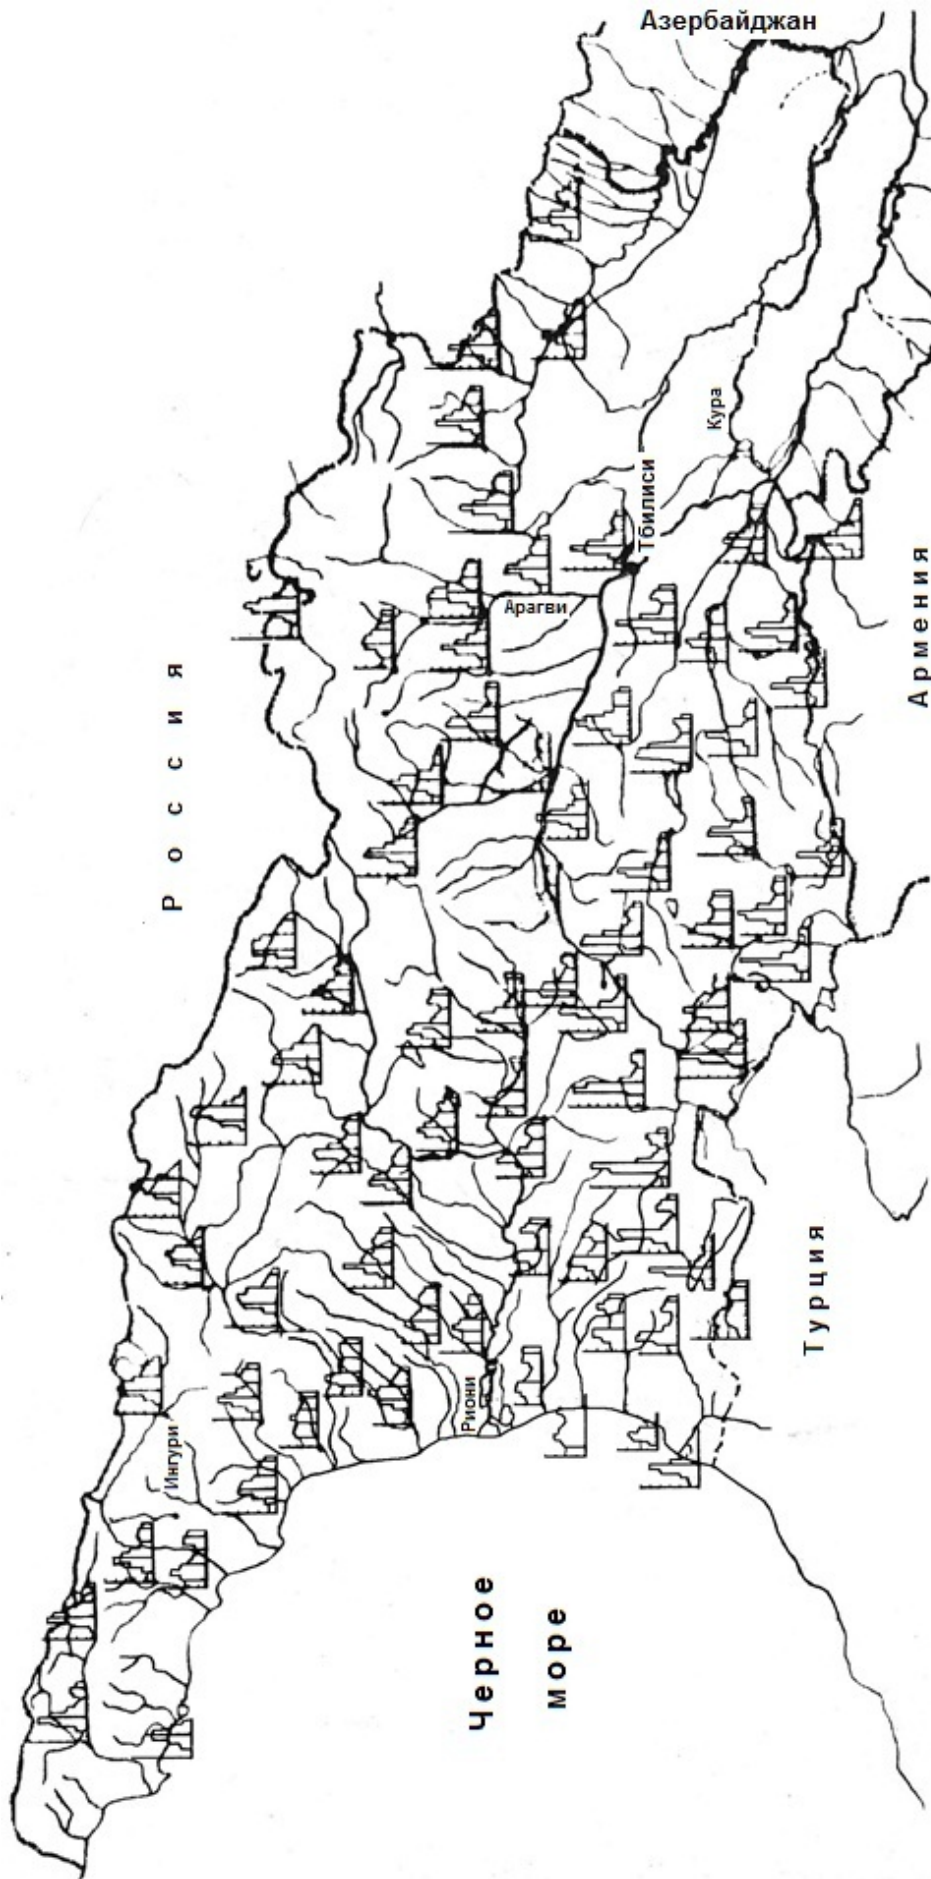 Азербайджан
Россия
Кура
Тбилиси
Арагви
Армения
Ингури
Риони
Турция
Черное
море